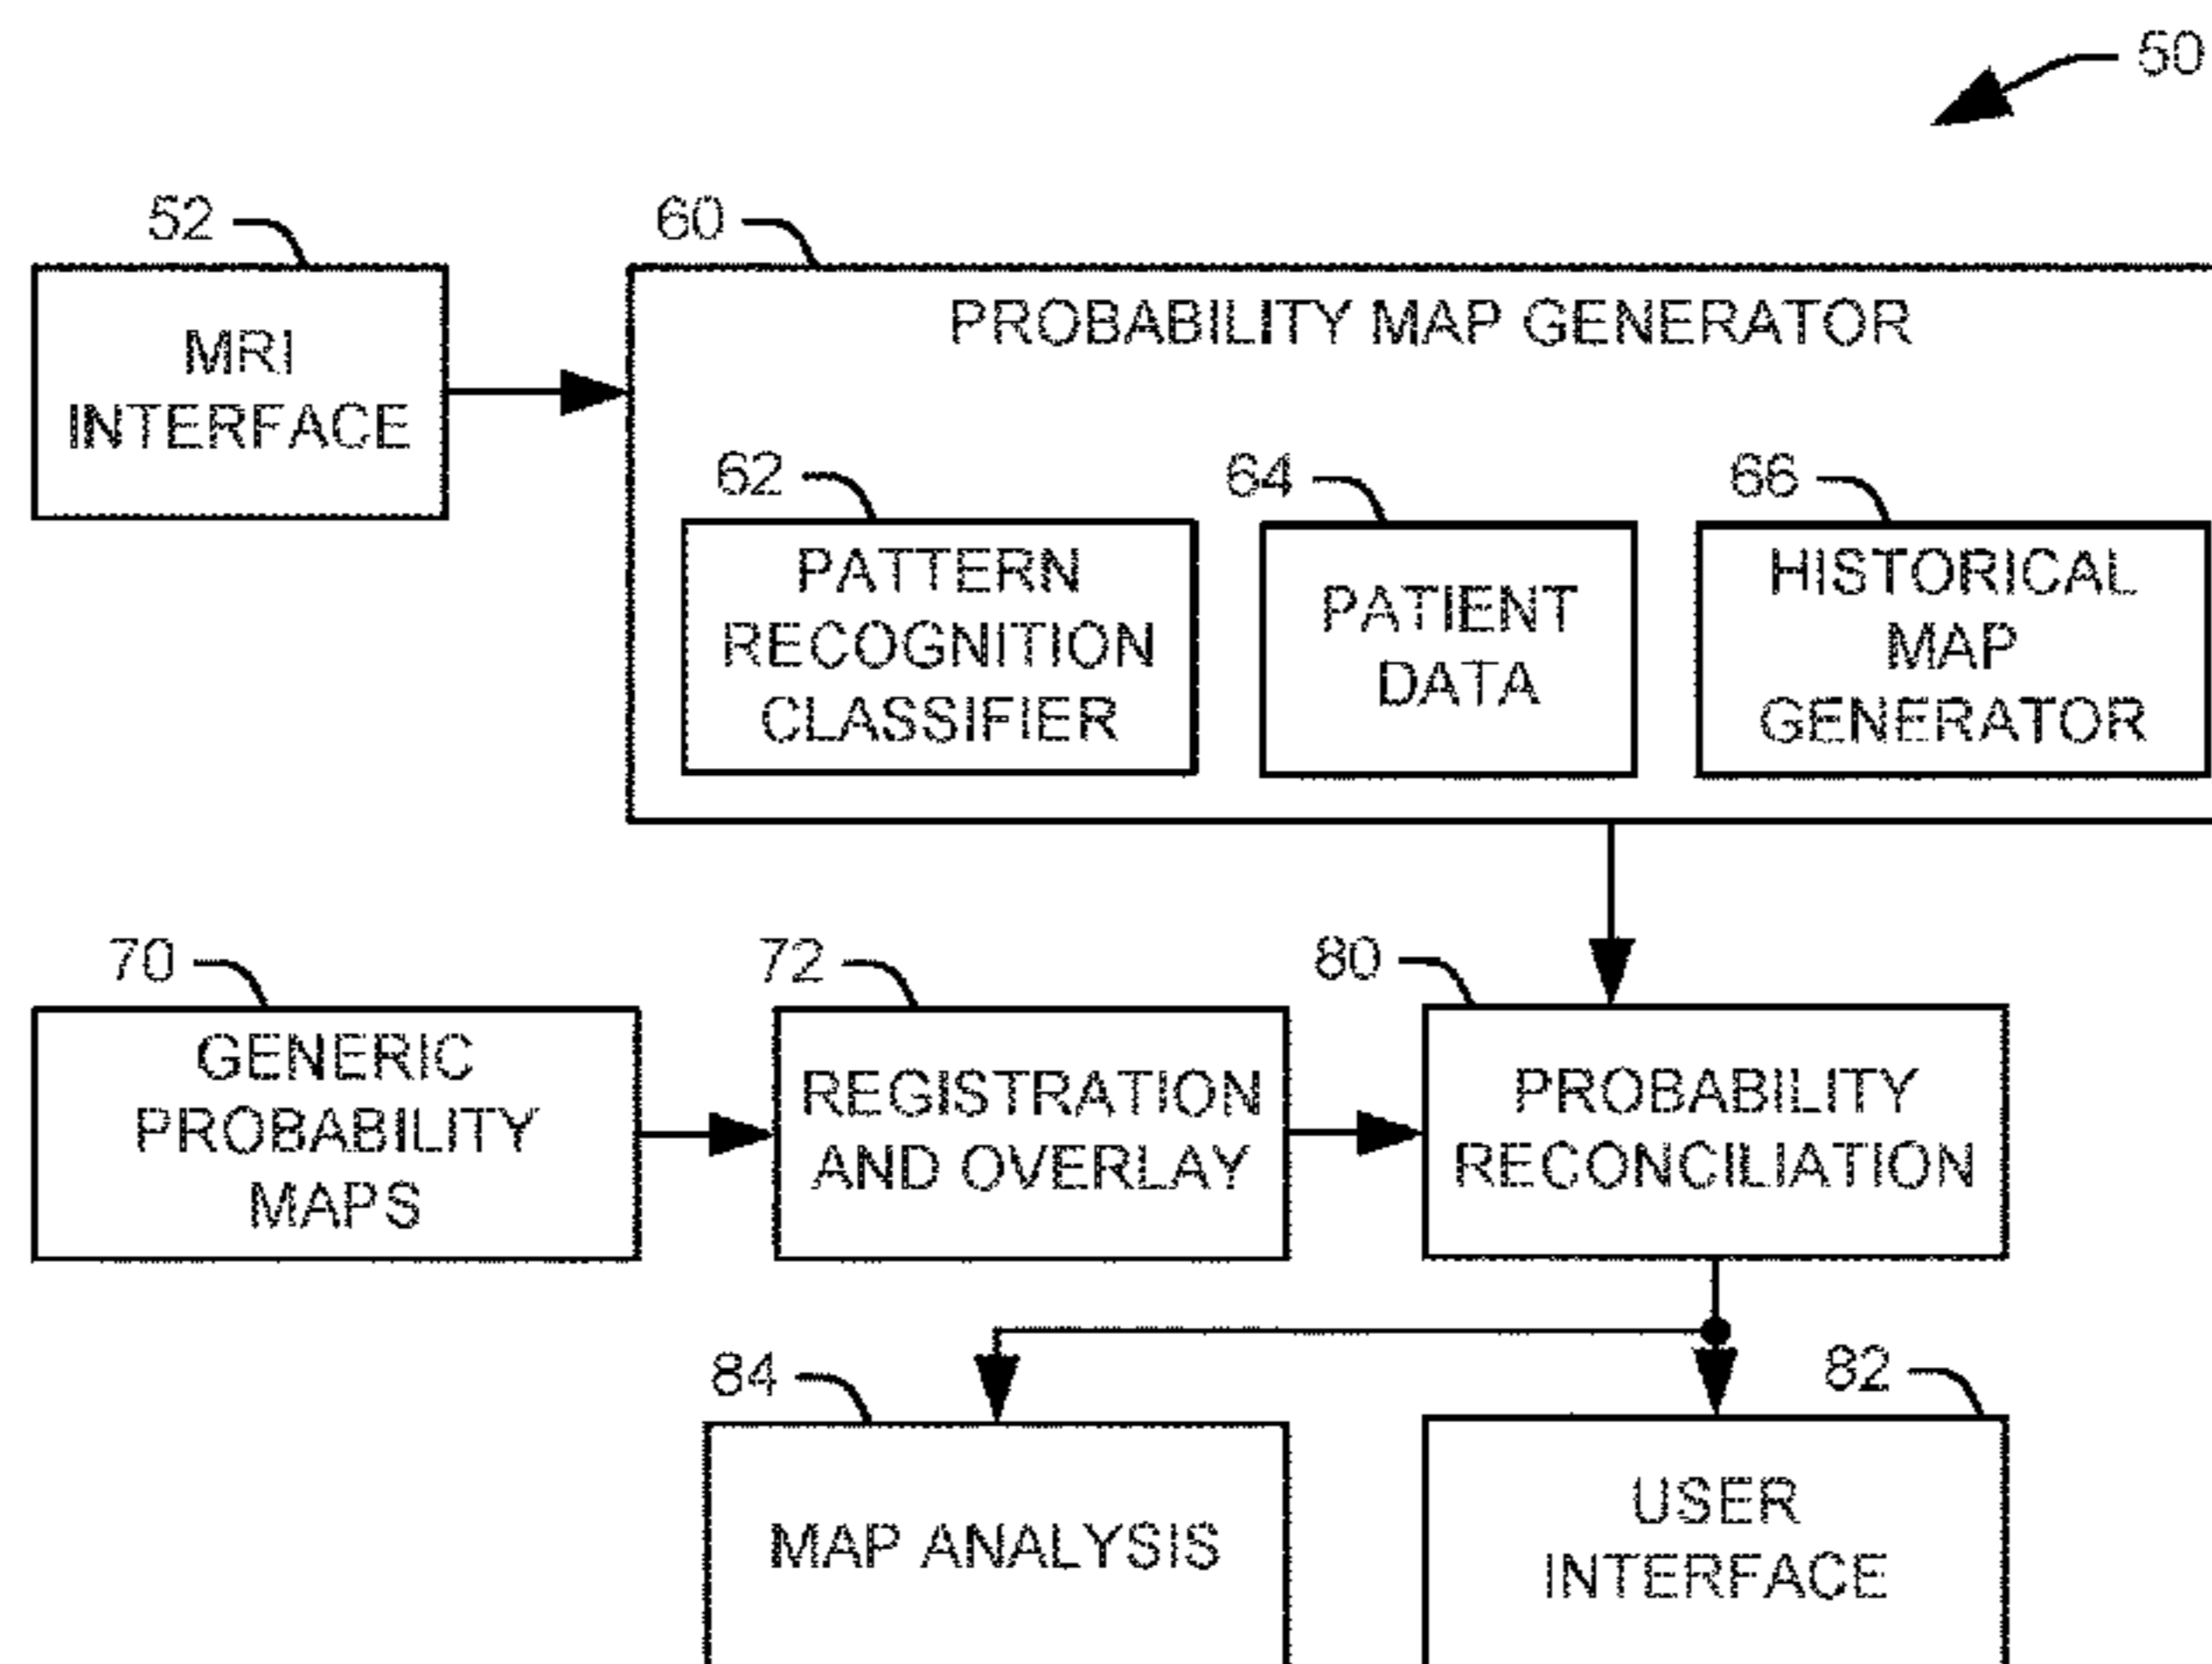 50
52
60
MRI
INTERFACE
PROBABILITY MAP GENERATOR
62
64
66
PATTERN
RECOGNITION
CLASSIFIER
PATIENT
DATA
HISTORICAL
MAP
GENERATOR
70
72
80
GENERIC
PROBABILITY
MAPS
REGISTRATION
AND OVERLAY
PROBABILITY
RECONCILIATION
84
82
MAP ANALYSIS
USER
INTERFACE